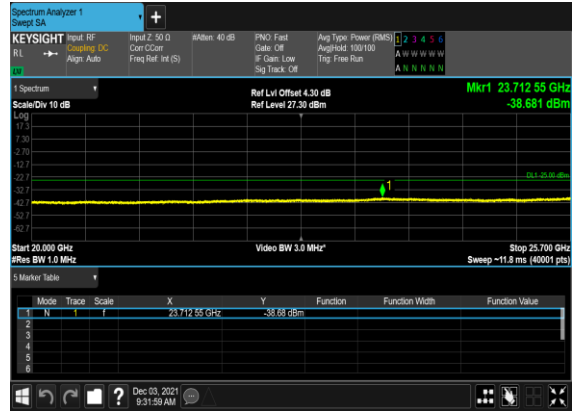 Spectrum Analyzer 1
Swept SA
+
KEYSIGHT Input: RF Input Z: 50 Ω #Atten: 40 dB PNO: Fast Avg Type: Power (RMS) 1 2 3 4 5 6
R L Coupling: DC Corr CCorr Gate: Off Avg|Hold: 100/100 A W W W W W
Align: Auto Freq Ref: Int (S) IF Gain: Low Trig: Free Run
Sig Track: Off A N N N N N
1 Spectrum Ref Lvl Offset 4.30 dB Mkr1 23.712 55 GHz
Scale/Div 10 dB Ref Level 27.30 dBm -38.681 dBm
Log
17.3
7.30
-2.70
-12.7
DL1 -25.00 dBm
-22.7
1
-32.7
-42.7
-52.7
-62.7
Start 20.000 GHz Video BW 3.0 MHz* Stop 25.700 GHz
#Res BW 1.0 MHz Sweep ~11.8 ms (40001 pts)
5 Marker Table
Mode Trace Scale X Y Function Function Width Function Value
1 N 1 f 23.712 55 GHz -38.68 dBm
2
3
4
5
6
? Dec 03, 2021
9:31:59 AM